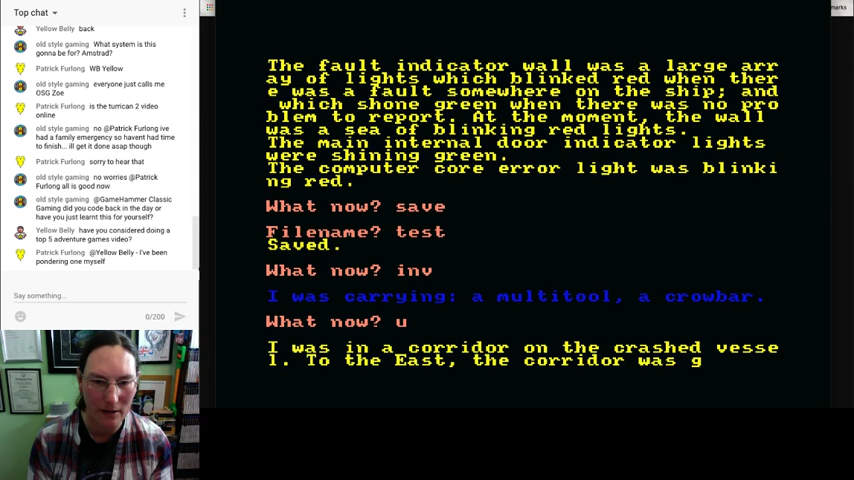 Top chat
Yellow Belly back
old style gaming What system is this
gonna be for? Amstrad?
Patrick Furlong WB Yellow
old style gaming everyone just calls me
OSG Zoe
Patrick Furlong is the turrican 2 video
online
old style gaming no @Patrick Furlong ive
had a family emergency so havent had time
to finish... ill get it done asap though
Patrick Furlong sorry to hear that
old style gaming no worries @Patrick
Furlong all is good now
old style gaming @GameHammer Classic
Gaming did you code back in the day or
have you just learnt this for yourself?
Yellow Belly have you considered doing a
top 5 adventure games video?
Patrick Furlong @Yellow Belly - I've been
pondering one myself
Say something...
0/200
marks
The fault indicator wall was a large arr
ay of lights which blinked red when ther
e was a fault somewhere on the ship; and
which shone green when there was no pro
blem to report. At the moment, the wall
was a sea of blinking red lights.
The main internal door indicator lights
were shining green.
The computer core error light was blinki
ng red.
What now? save
Filename? test
Saved.
What now? inv
I was carrying: a multitool, a crowbar.
What now? u
I was in a corridor on the crashed vesse
l. To the East, the corridor was g